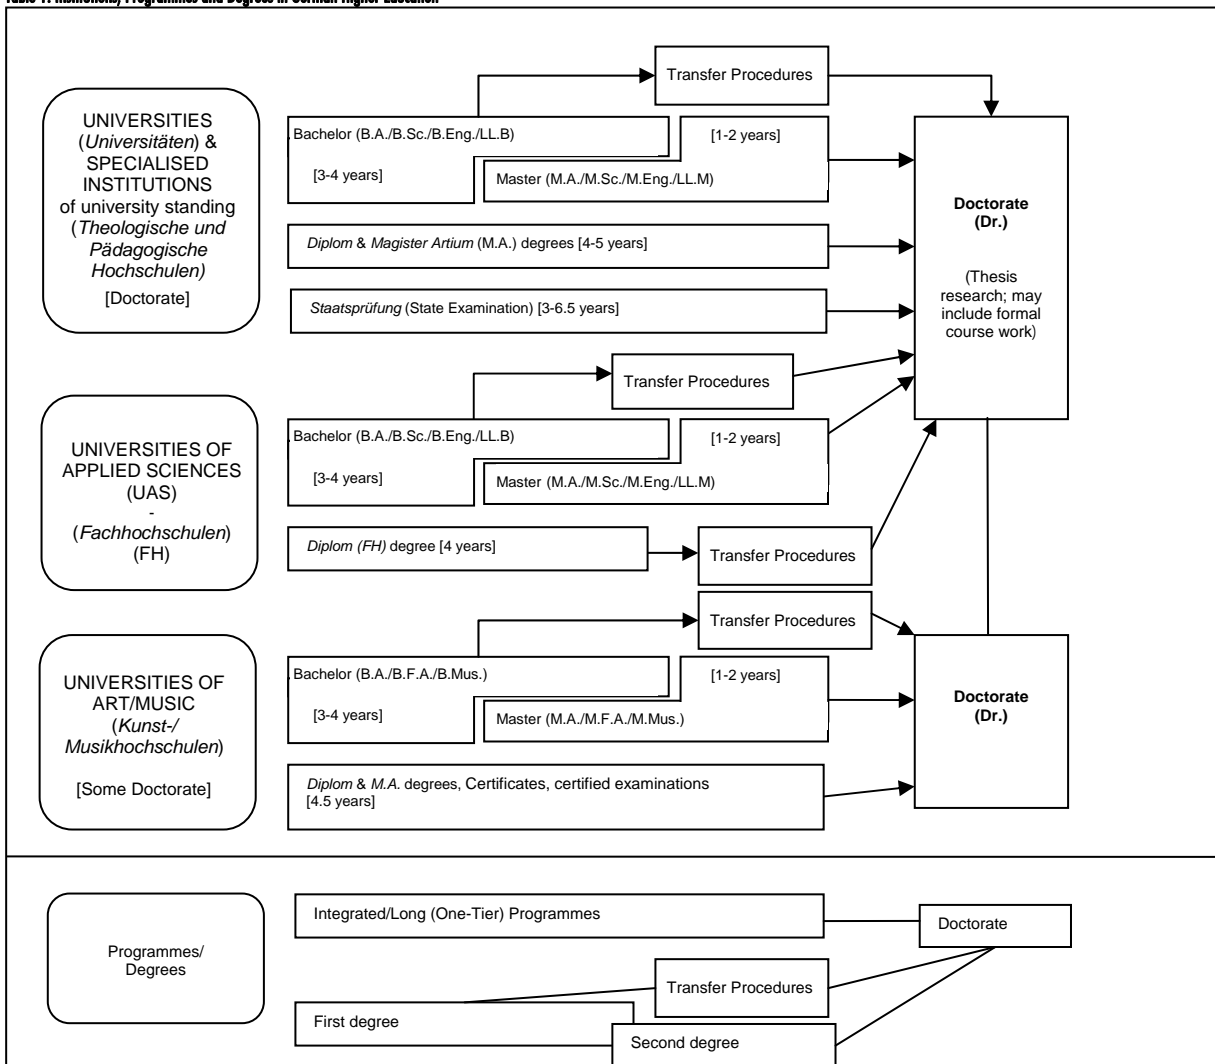 Table 1: Institutions, Programmes and Degrees in German Higher Education
Transfer Procedures
UNIVERSITIES
(Universitäten) &
SPECIALISED
INSTITUTIONS
of university standing
(Theologische und
Pädagogische
Hochschulen)
[Doctorate]
Bachelor (B.A./B.Sc./B.Eng./LL.B)
[3-4 years]
[1-2 years]
Master (M.A./M.Sc./M.Eng./LL.M)
Diplom & Magister Artium (M.A.) degrees [4-5 years]
Staatsprüfung (State Examination) [3-6.5 years]
Doctorate
(Dr.)
(Thesis
research; may
include formal
course work)
Transfer Procedures
UNIVERSITIES OF
APPLIED SCIENCES
(UAS)
-
(Fachhochschulen)
(FH)
Bachelor (B.A./B.Sc./B.Eng./LL.B)
[3-4 years]
[1-2 years]
Master (M.A./M.Sc./M.Eng./LL.M)
Diplom (FH) degree [4 years]
Transfer Procedures
Transfer Procedures
UNIVERSITIES OF
ART/MUSIC
(Kunst-/
Musikhochschulen)
[Some Doctorate]
Bachelor (B.A./B.F.A./B.Mus.)
[3-4 years]
[1-2 years]
Master (M.A./M.F.A./M.Mus.)
Diplom & M.A. degrees, Certificates, certified examinations
[4.5 years]
Doctorate
(Dr.)
Programmes/
Degrees
Integrated/Long (One-Tier) Programmes
Doctorate
Transfer Procedures
First degree
Second degree